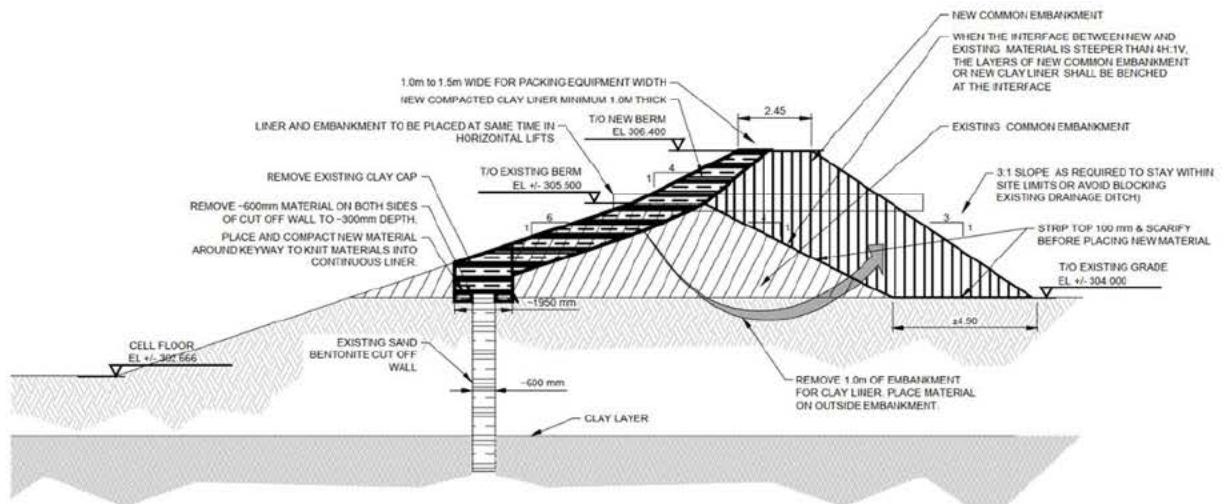 NEW COMMON EMBANKMENT
WHEN THE INTERFACE BETWEEN NEW AND
EXISTING MATERIAL IS STEEPER THAN 4H:1V,
THE LAYERS OF NEW COMMON EMBANKMENT
OR NEW CLAY LINER SHALL BE BENCHED
AT THE INTERFACE
1.0m to 1.5m WIDE FOR PACKING EQUIPMENT WIDTH
NEW COMPACTED CLAY LINER MINIMUM 1.0M THICK
2.45
T/O NEW BERM
EL 306.400
LINER AND EMBANKMENT TO BE PLACED AT SAME TIME IN
HORIZONTAL LIFTS
EXISTING COMMON EMBANKMENT
4
1
REMOVE EXISTING CLAY CAP
T/O EXISTING BERM
EL +/- 305.500
3:1 SLOPE AS REQUIRED TO STAY WITHIN
SITE LIMITS OR AVOID BLOCKING
EXISTING DRAINAGE DITCH)
REMOVE ~600mm MATERIAL ON BOTH SIDES
OF CUT OFF WALL TO ~300mm DEPTH.
6
1
4
1
3
1
PLACE AND COMPACT NEW MATERIAL
AROUND KEYWAY TO KNIT MATERIALS INTO
CONTINUOUS LINER.
STRIP TOP 100 mm & SCARIFY
BEFORE PLACING NEW MATERIAL
T/O EXISTING GRADE
EL +/- 304.000
~1950 mm
±4.90
CELL FLOOR
EL +/- 302.666
EXISTING SAND
BENTONITE CUT OFF
WALL
~600 mm
REMOVE 1.0m OF EMBANKMENT
FOR CLAY LINER. PLACE MATERIAL
ON OUTSIDE EMBANKMENT.
CLAY LAYER